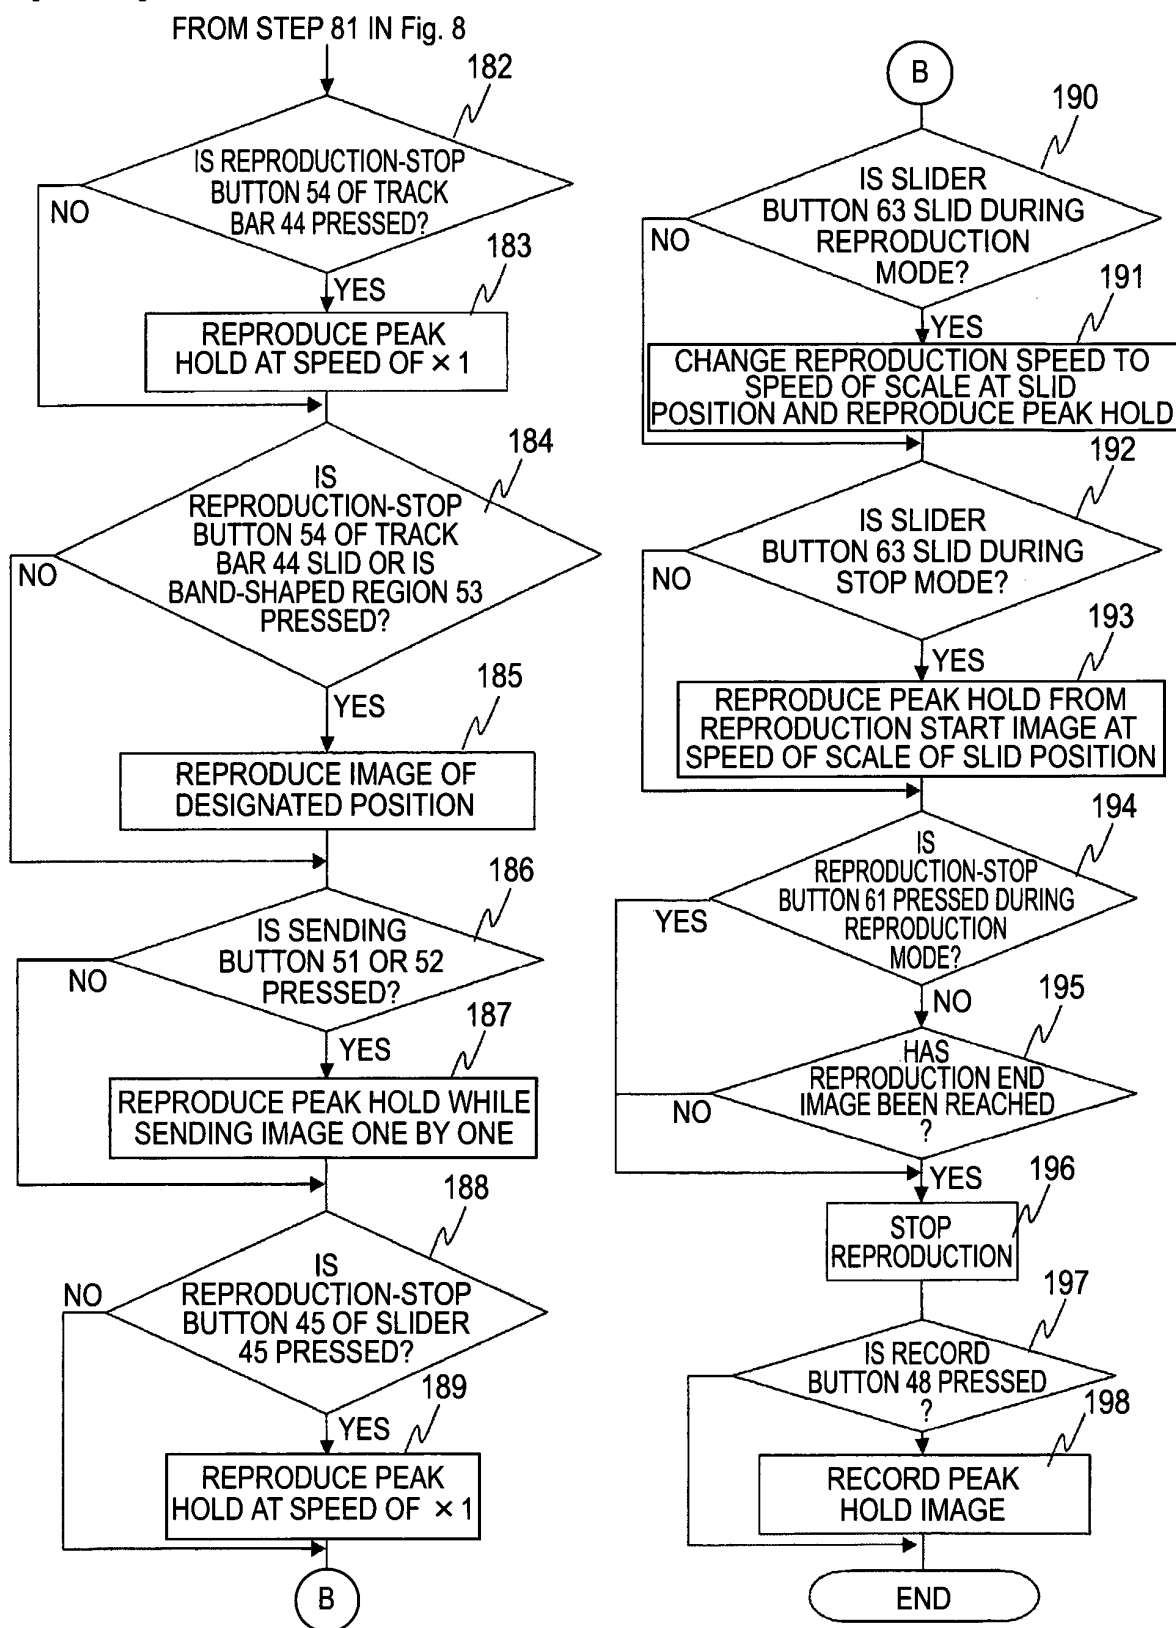 FROM STEP 81 IN Fig. 8
182
IS REPRODUCTION-STOP
BUTTON 54 OF TRACK
BAR 44 PRESSED?
NO
183
YES
REPRODUCE PEAK
HOLD AT SPEED OF × 1
184
IS
REPRODUCTION-STOP
BUTTON 54 OF TRACK
BAR 44 SLID OR IS
BAND-SHAPED REGION 53
PRESSED?
NO
185
YES
REPRODUCE IMAGE OF
DESIGNATED POSITION
186
IS SENDING
BUTTON 51 OR 52
PRESSED?
NO
187
YES
REPRODUCE PEAK HOLD WHILE
SENDING IMAGE ONE BY ONE
188
IS
REPRODUCTION-STOP
BUTTON 45 OF SLIDER
45 PRESSED?
NO
189
YES
REPRODUCE PEAK
HOLD AT SPEED OF × 1
B
B
190
IS SLIDER
BUTTON 63 SLID DURING
REPRODUCTION
MODE?
NO
191
YES
CHANGE REPRODUCTION SPEED TO
SPEED OF SCALE AT SLID
POSITION AND REPRODUCE PEAK HOLD
192
IS SLIDER
BUTTON 63 SLID DURING
STOP MODE?
NO
193
YES
REPRODUCE PEAK HOLD FROM
REPRODUCTION START IMAGE AT
SPEED OF SCALE OF SLID POSITION
194
IS
REPRODUCTION-STOP
BUTTON 61 PRESSED DURING
REPRODUCTION
MODE?
YES
NO
195
HAS
REPRODUCTION END
IMAGE BEEN REACHED
?
NO
YES
196
STOP
REPRODUCTION
197
IS RECORD
BUTTON 48 PRESSED
?
198
RECORD PEAK
HOLD IMAGE
END